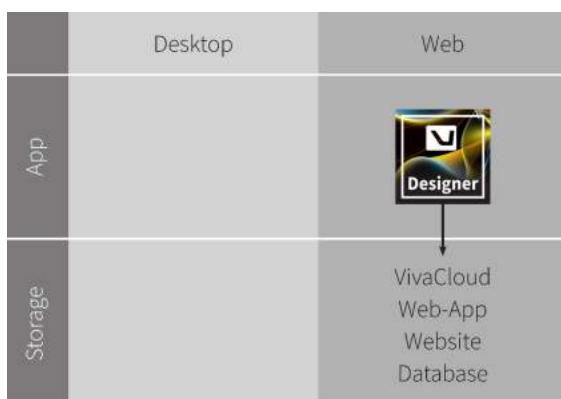 Desktop
Web
App
V
Designer
Storage
VivaCloud
Web-App
Website
Database